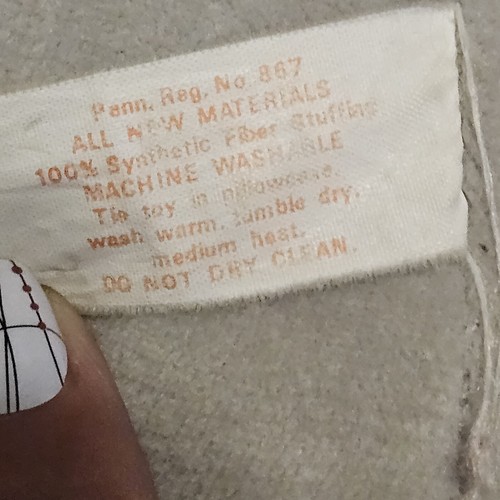 Penn. Reg. No. 867
ALL NEW MATERIALS
100% Synthetic Fiber Stuffing
MACHINE WASHABLE
Tie toy in pillowcase,
wash warm, tumble dry,
medium heat.
DO NOT DRY CLEAN.